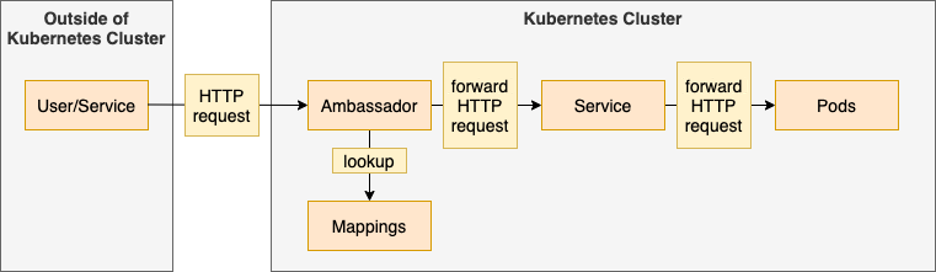 Outside of
Kubernetes Cluster
Kubernetes Cluster
User/Service
HTTP
request
Ambassador
forward
HTTP
request
Service
forward
HTTP
request
Pods
lookup
Mappings